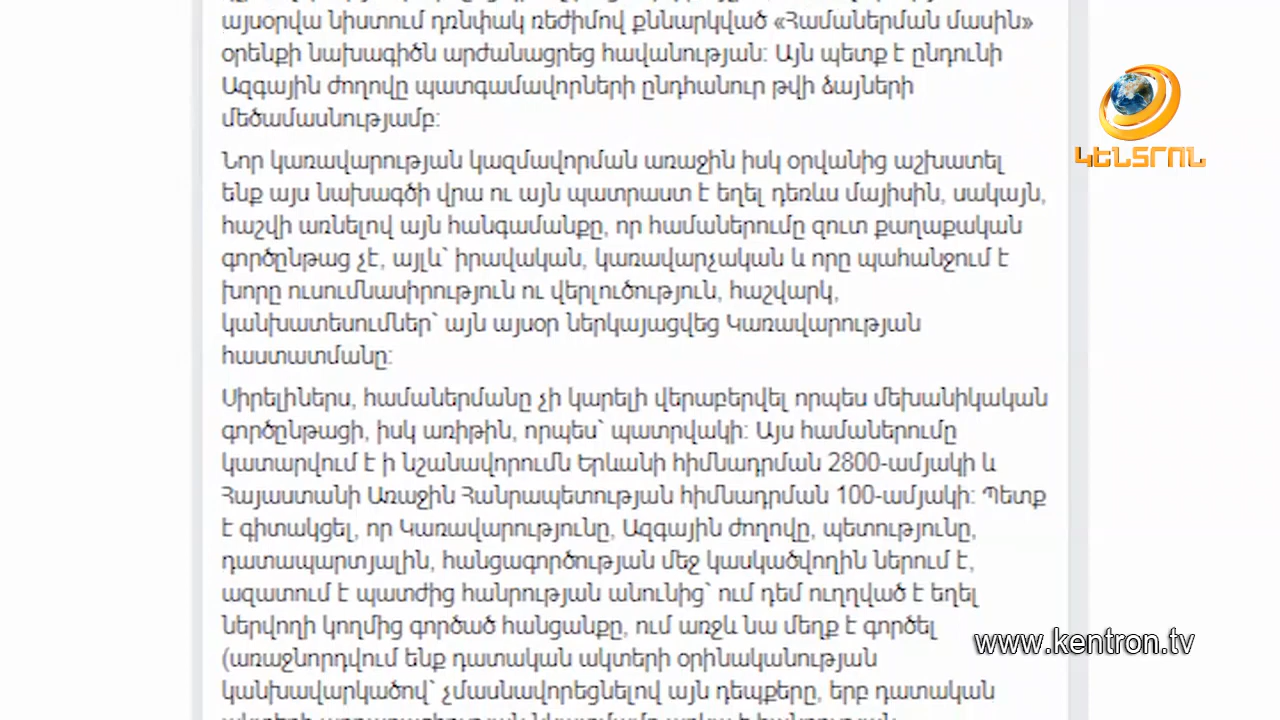 այսօրվա նիստում դռնփակ ռեժիմով քննարկված «Համաներման մասին»
օրենքի նախագիծն արժանացրեց հավանության: Այն պետք է ընդունի
Ազգային ժողովը պատգամավորների ընդհանուր թվի ձայների
մեծամասնությամբ:
Նոր կառավարության կազմավորման առաջին իսկ օրվանից աշխատել
ենք այս նախագծի վրա ու այն պատրաստ է եղել դեռևս մայիսին, սակայն,
հաշվի առնելով այն հանգամանքը, որ համաներումը զուտ քաղաքական
գործընթաց չէ, այլև՝ իրավական, կառավարչական և որը պահանջում է
խորը ուսումնասիրություն ու վերլուծություն, հաշվարկ,
կանխատեսումներ՝ այն այսօր ներկայացվեց Կառավարության
հաստատմանը:
Սիրելիներս, համաներմանը չի կարելի վերաբերվել որպես մեխանիկական
գործընթացի, իսկ առիթին, որպես՝ պատրվակի: Այս համաներումը
կատարվում է ի նշանավորումն Երևանի հիմնադրման 2800-ամյակի և
Հայաստանի Առաջին Հանրապետության հիմնադրման 100-ամյակի: Պետք
է գիտակցել, որ Կառավարությունը, Ազգային ժողովը, պետությունը,
դատապարտյալին, հանցագործության մեջ կասկածվողին ներում է,
ազատում է պատժից հանրության անունից՝ ում դեմ ուղղված է եղել
ներվողի կողմից գործած հանցանքը, ում առջև նա մեղք է գործել
(առաջնորդվում ենք դատական ակտերի օրինականության
կանխավարկածով՝ չմասնավորեցնելով այն դեպքերը, երբ դատական
ԿԵՆՏՐՈՆ
www.kentron.tv